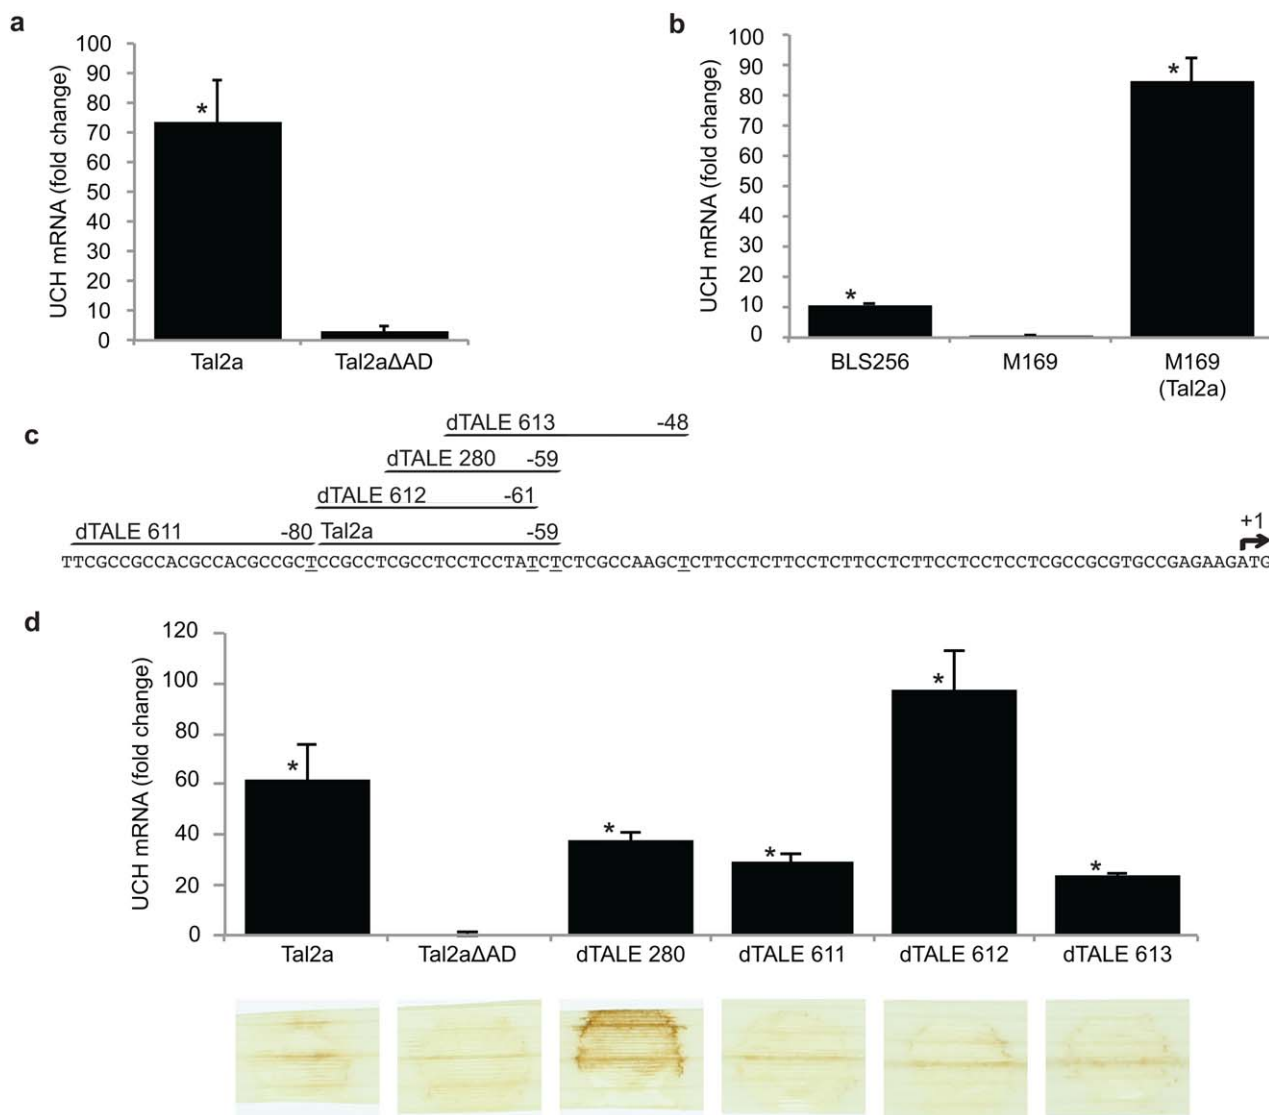 a
b
UCH mRNA (fold change)
100
90
80
70
60
50
40
30
20
10
0
*
Tal2a
Tal2aΔAD
UCH mRNA (fold change)
100
90
80
70
60
50
40
30
20
10
0
*
*
BLS256
M169
M169
(Tal2a)
c
dTALE 613 -48
dTALE 280 -59
dTALE 612 -61
dTALE 611 -80 Tal2a -59
+1
TTCGCCGCCACGCCACGCCGCTCCGCCTCGCCTCCTCCTATCTCTCGCCAAGCTCTTCCTCTTCCTCTTCCTCTTCCTCCTCCTCGCCGCGTGCCGAGAAGATG
d
UCH mRNA (fold change)
120
100
80
60
40
20
0
*
*
*
*
*
Tal2a
Tal2aΔAD
dTALE 280
dTALE 611
dTALE 612
dTALE 613